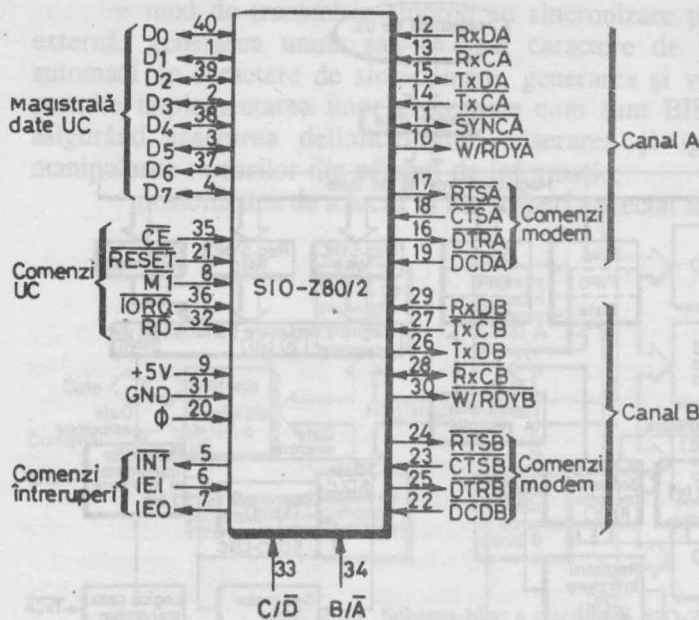 D0 40
D1 1
D2 39
D3 2
D4 38
D5 3
D6 37
D7 4
Magistrală
date UC
CE 35
RESET 21
M1 8
IORQ 36
RD 32
Comenzi
UC
+5V 9
GND 31
Φ 20
INT 5
IEI 6
IEO 7
Comenzi
întreruperi
SIO-Z80/2
12 RxDA
13 RxCA
15 TxDA
14 TxCA
11 SYNCA
10 W/RDYA
17 RTSA
18 CTSA
16 DTRA
19 DCDA
Comenzi
modem
Canal A
29 RxDB
27 TxCB
26 TxDB
28 RxCB
30 W/RDYB
24 RTSB
23 CTSB
25 DTRB
22 DCDB
Comenzi
modem
Canal B
33 34
C/D̅ B/A̅